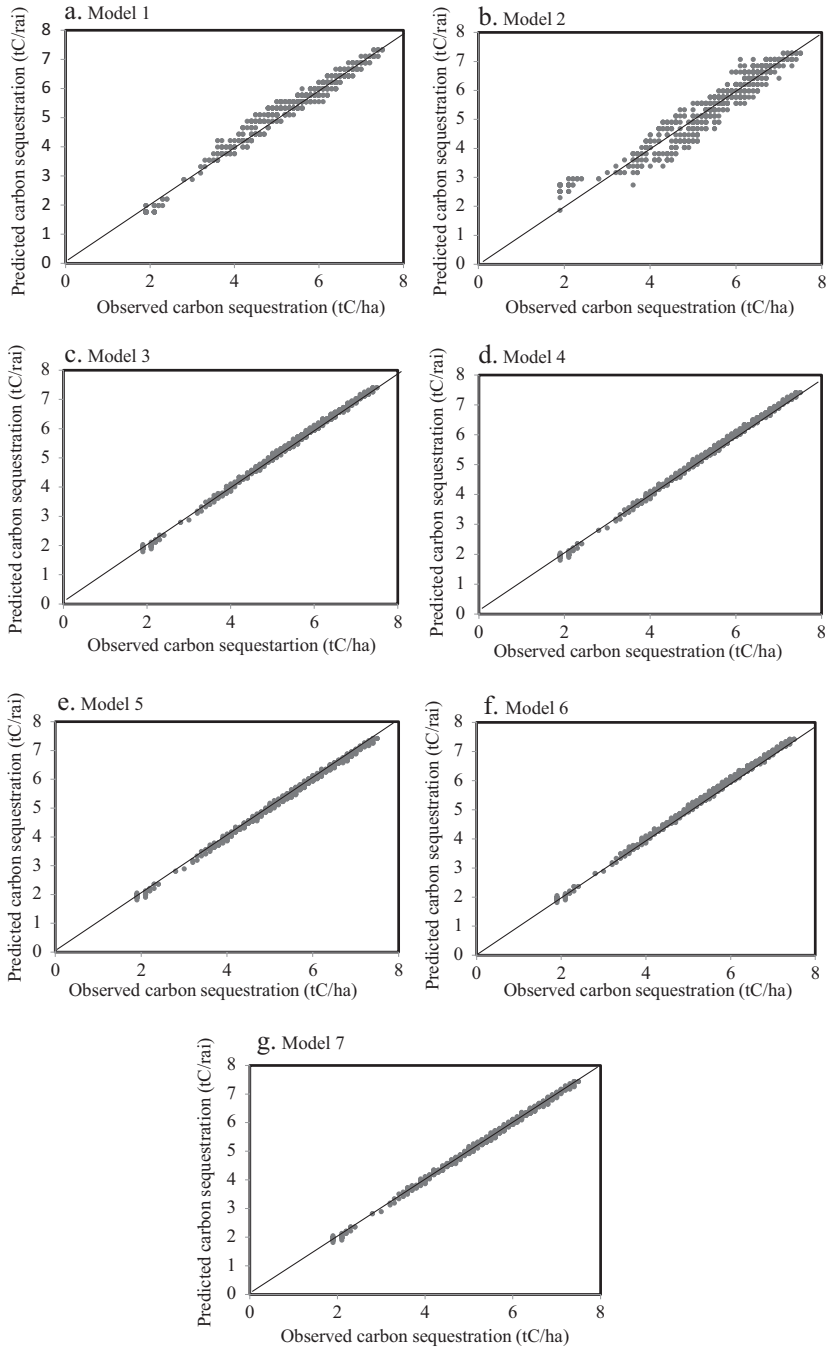 a. Model 1
Predicted carbon sequestration (tC/rai)
8
7
6
5
4
3
2
1
0
0 2 4 6 8
Observed carbon sequestration (tC/ha)
b. Model 2
Predicted carbon sequestration (tC/rai)
8
7
6
5
4
3
2
1
0
0 2 4 6 8
Observed carbon sequestration (tC/ha)
c. Model 3
Predicted carbon sequestration (tC/rai)
8
7
6
5
4
3
2
1
0
0 2 4 6 8
Observed carbon sequestartion (tC/ha)
d. Model 4
Predicted carbon sequestration (tC/rai)
8
7
6
5
4
3
2
1
0
0 2 4 6 8
Observed carbon sequestration (tC/ha)
e. Model 5
Predicted carbon sequestration (tC/rai)
8
7
6
5
4
3
2
1
0
0 2 4 6 8
Observed carbon sequestration (tC/ha)
f. Model 6
Predicted carbon sequestration (tC/rai)
8
7
6
5
4
3
2
1
0
0 2 4 6 8
Observed carbon sequestration (tC/ha)
g. Model 7
Predicted carbon sequestration (tC/rai)
8
7
6
5
4
3
2
1
0
0 2 4 6 8
Observed carbon sequestration (tC/ha)